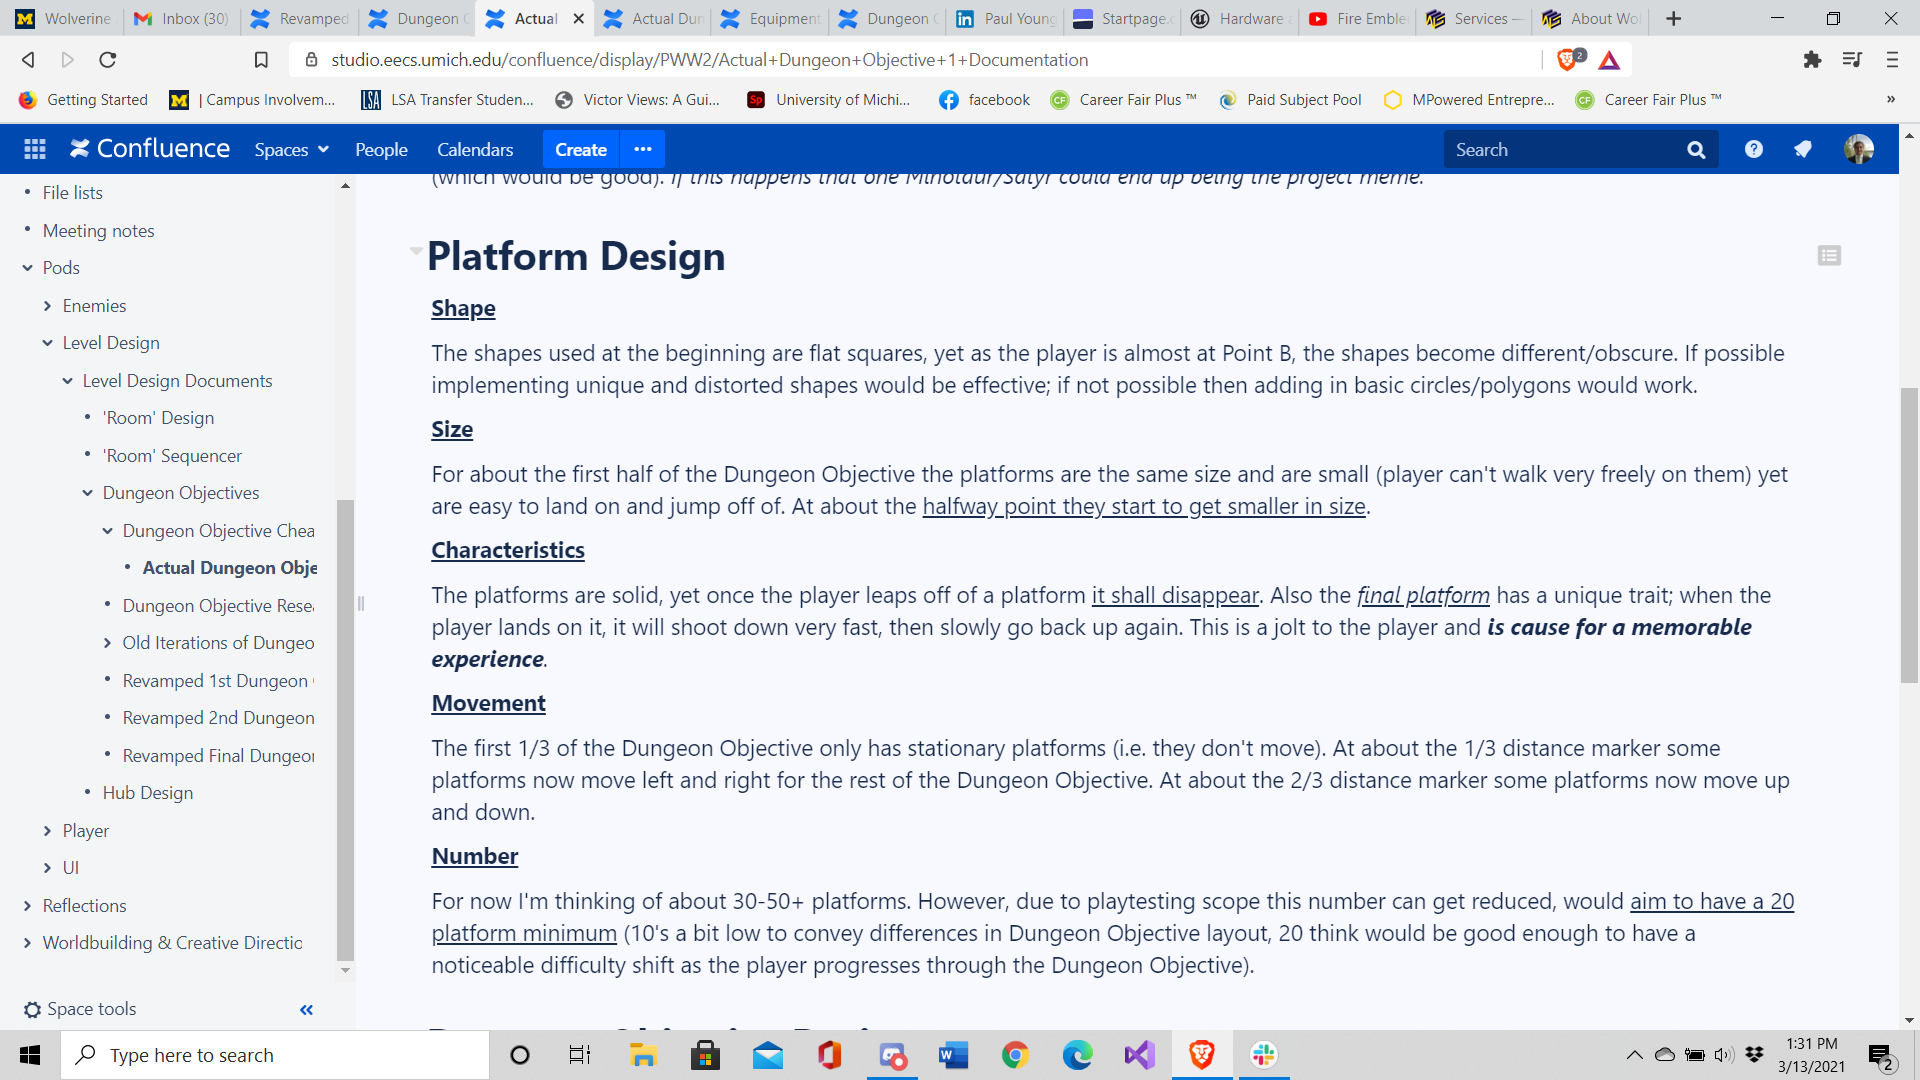 Wolverine
Inbox (30)
Revamped
Dungeon
Actual
Actual Dun
Equipment
Dungeon
Paul Young
Startpage.c
Hardware
Fire Emble
Services —
About Wol
studio.eecs.umich.edu/confluence/display/PWW2/Actual+Dungeon+Objective+1+Documentation
2
Getting Started
| Campus Involvem...
LSA Transfer Studen...
Victor Views: A Gui...
University of Michi...
facebook
Career Fair Plus ™
Paid Subject Pool
MPowered Entrepre...
Career Fair Plus ™
»
Confluence
Spaces
People
Calendars
Create
Search
File lists
Meeting notes
Pods
Enemies
Level Design
Level Design Documents
'Room' Design
'Room' Sequencer
Dungeon Objectives
Dungeon Objective Chea
Actual Dungeon Obje
Dungeon Objective Rese
Old Iterations of Dungeo
Revamped 1st Dungeon
Revamped 2nd Dungeon
Revamped Final Dungeon
Hub Design
Player
UI
Reflections
Worldbuilding & Creative Directio
Space tools
(which would be good). If this happens that one Minotaur/Satyr could end up being the project meme.
Platform Design
Shape
The shapes used at the beginning are flat squares, yet as the player is almost at Point B, the shapes become different/obscure. If possible
implementing unique and distorted shapes would be effective; if not possible then adding in basic circles/polygons would work.
Size
For about the first half of the Dungeon Objective the platforms are the same size and are small (player can't walk very freely on them) yet
are easy to land on and jump off of. At about the halfway point they start to get smaller in size.
Characteristics
The platforms are solid, yet once the player leaps off of a platform it shall disappear. Also the final platform has a unique trait; when the
player lands on it, it will shoot down very fast, then slowly go back up again. This is a jolt to the player and is cause for a memorable
experience.
Movement
The first 1/3 of the Dungeon Objective only has stationary platforms (i.e. they don't move). At about the 1/3 distance marker some
platforms now move left and right for the rest of the Dungeon Objective. At about the 2/3 distance marker some platforms now move up
and down.
Number
For now I'm thinking of about 30-50+ platforms. However, due to playtesting scope this number can get reduced, would aim to have a 20
platform minimum (10's a bit low to convey differences in Dungeon Objective layout, 20 think would be good enough to have a
noticeable difficulty shift as the player progresses through the Dungeon Objective).
Type here to search
1:31 PM
3/13/2021
2